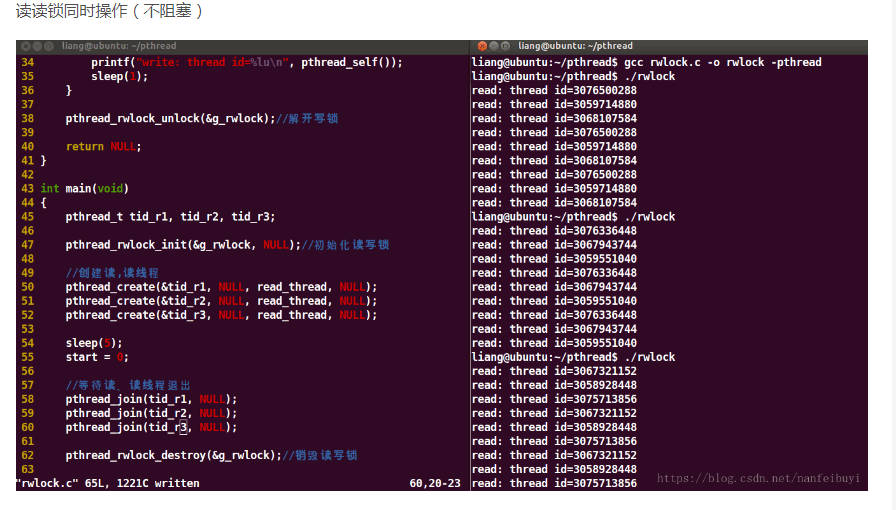 读读锁同时操作（不阻塞）
liang@ubuntu: ~/pthread
34 printf("write: thread id=%lu\n", pthread_self());
35 sleep(1);
36 }
37
38 pthread_rwlock_unlock(&g_rwlock);//解开写锁
39
40 return NULL;
41 }
42
43 int main(void)
44 {
45 pthread_t tid_r1, tid_r2, tid_r3;
46
47 pthread_rwlock_init(&g_rwlock, NULL);//初始化读写锁
48
49 //创建读,读线程
50 pthread_create(&tid_r1, NULL, read_thread, NULL);
51 pthread_create(&tid_r2, NULL, read_thread, NULL);
52 pthread_create(&tid_r3, NULL, read_thread, NULL);
53
54 sleep(5);
55 start = 0;
56
57 //等待读、读线程退出
58 pthread_join(tid_r1, NULL);
59 pthread_join(tid_r2, NULL);
60 pthread_join(tid_r3, NULL);
61
62 pthread_rwlock_destroy(&g_rwlock);//销毁读写锁
63
"rwlock.c" 65L, 1221C written 60,20-23
liang@ubuntu: ~/pthread
liang@ubuntu:~/pthread$ gcc rwlock.c -o rwlock -pthread
liang@ubuntu:~/pthread$ ./rwlock
read: thread id=3076500288
read: thread id=3059714880
read: thread id=3068107584
read: thread id=3076500288
read: thread id=3059714880
read: thread id=3068107584
read: thread id=3076500288
read: thread id=3059714880
read: thread id=3068107584
liang@ubuntu:~/pthread$ ./rwlock
read: thread id=3076336448
read: thread id=3067943744
read: thread id=3059551040
read: thread id=3076336448
read: thread id=3067943744
read: thread id=3059551040
read: thread id=3076336448
read: thread id=3067943744
read: thread id=3059551040
liang@ubuntu:~/pthread$ ./rwlock
read: thread id=3067321152
read: thread id=3058928448
read: thread id=3075713856
read: thread id=3067321152
read: thread id=3058928448
read: thread id=3075713856
read: thread id=3067321152
read: thread id=3058928448
read: thread id=3075713856
https://blog.csdn.net/nanfeibuyi